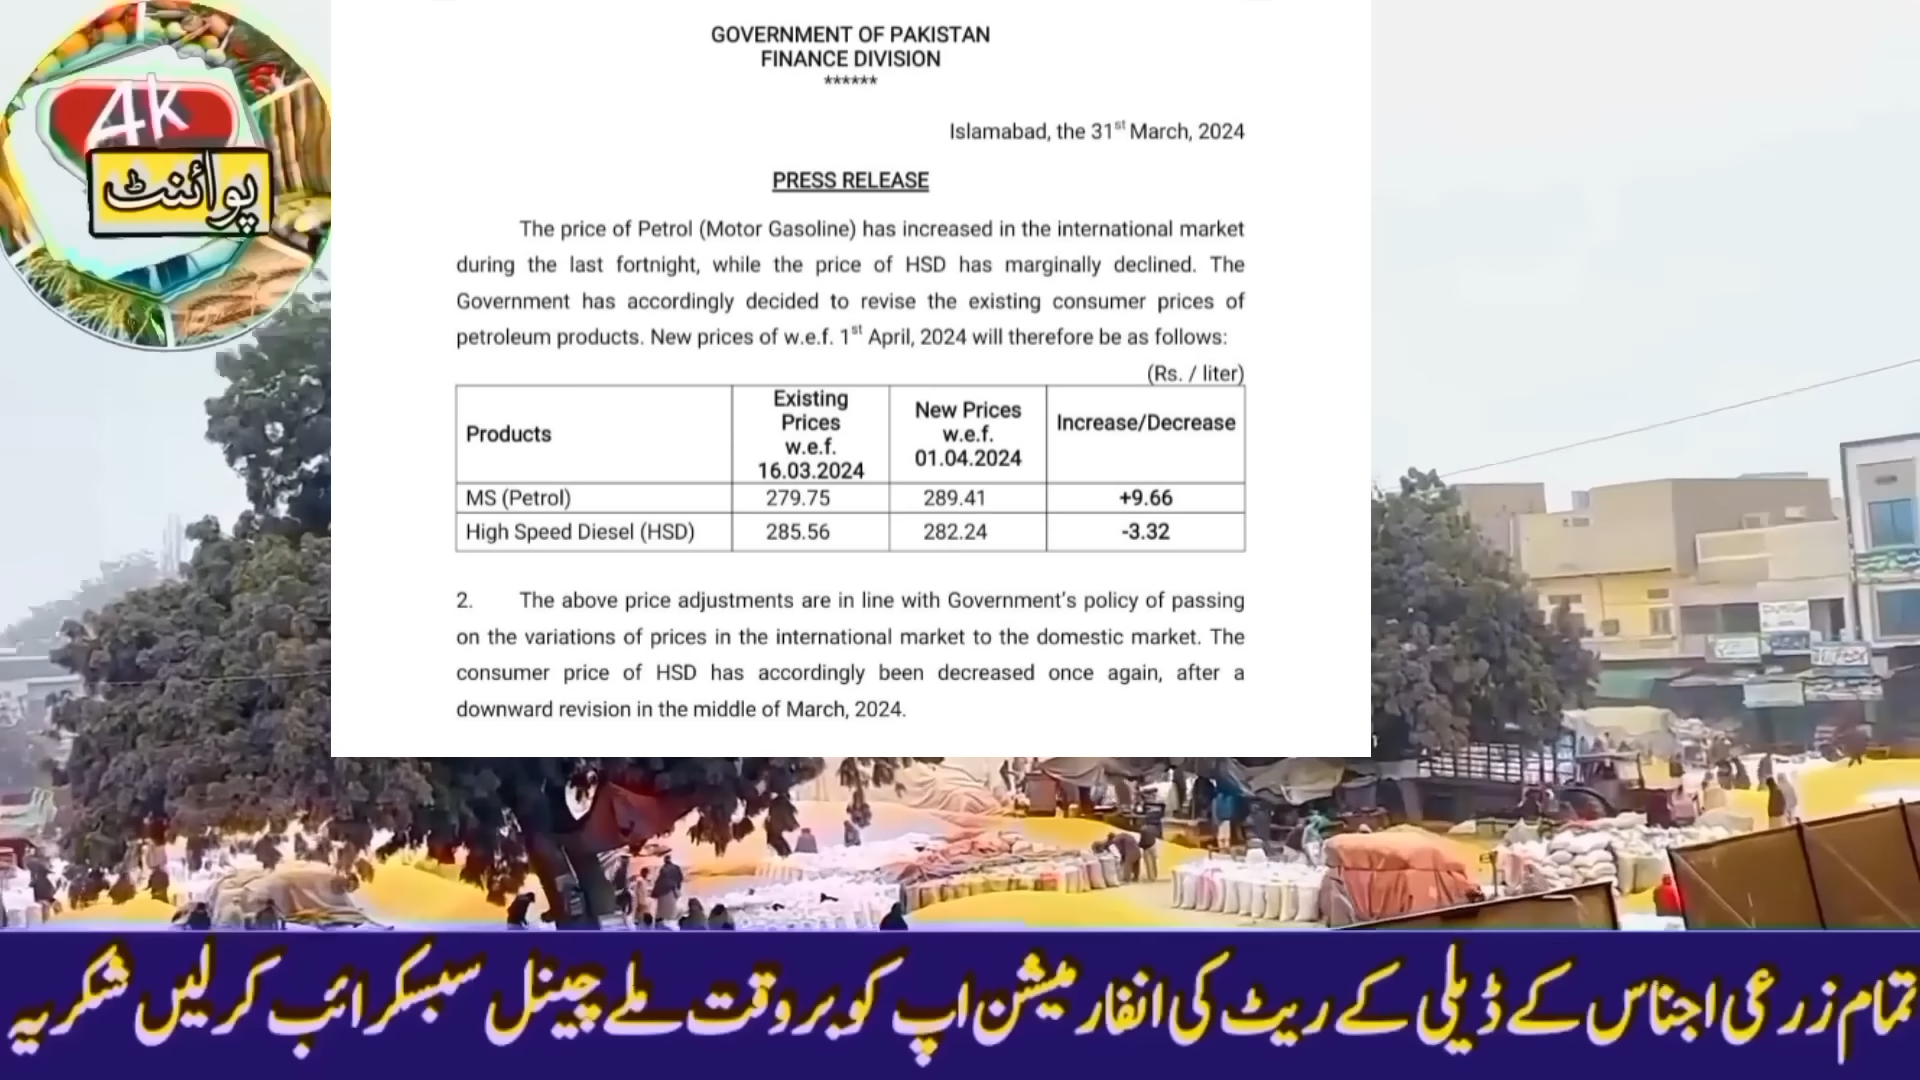 4k
پوائنٹ
GOVERNMENT OF PAKISTAN
FINANCE DIVISION
******
Islamabad, the 31st March, 2024
PRESS RELEASE
The price of Petrol (Motor Gasoline) has increased in the international market
during the last fortnight, while the price of HSD has marginally declined. The
Government has accordingly decided to revise the existing consumer prices of
petroleum products. New prices of w.e.f. 1st April, 2024 will therefore be as follows:
(Rs. / liter)
Products
Existing
Prices
w.e.f.
16.03.2024
New Prices
w.e.f.
01.04.2024
Increase/Decrease
MS (Petrol) 279.75 289.41 +9.66
High Speed Diesel (HSD) 285.56 282.24 -3.32
2. The above price adjustments are in line with Government's policy of passing
on the variations of prices in the international market to the domestic market. The
consumer price of HSD has accordingly been decreased once again, after a
downward revision in the middle of March, 2024.
تمام زرعی اجناس کے ڈیلی کے ریٹ کی انفارمیشن اپ کو بروقت ملے چینل سبسکرائب کر لیں شکریہ